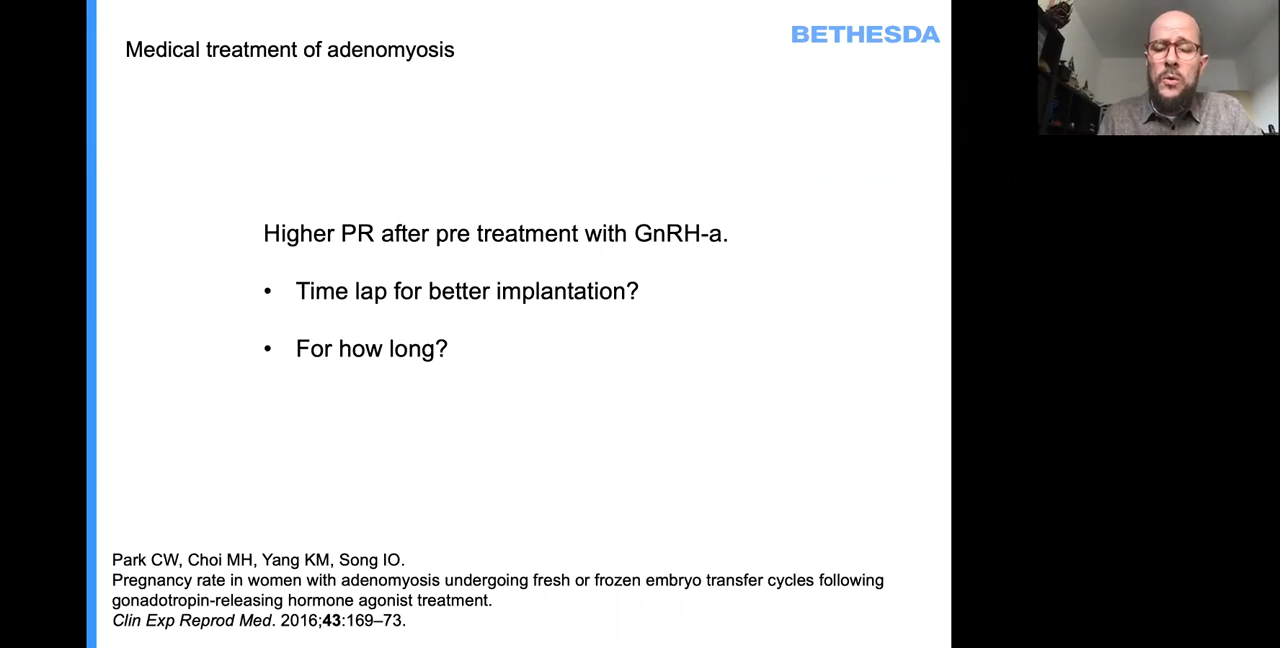 Medical treatment of adenomyosis
BETHESDA
Higher PR after pre treatment with GnRH-a.
• Time lap for better implantation?
• For how long?
Park CW, Choi MH, Yang KM, Song IO.
Pregnancy rate in women with adenomyosis undergoing fresh or frozen embryo transfer cycles following
gonadotropin-releasing hormone agonist treatment.
Clin Exp Reprod Med. 2016;43:169–73.